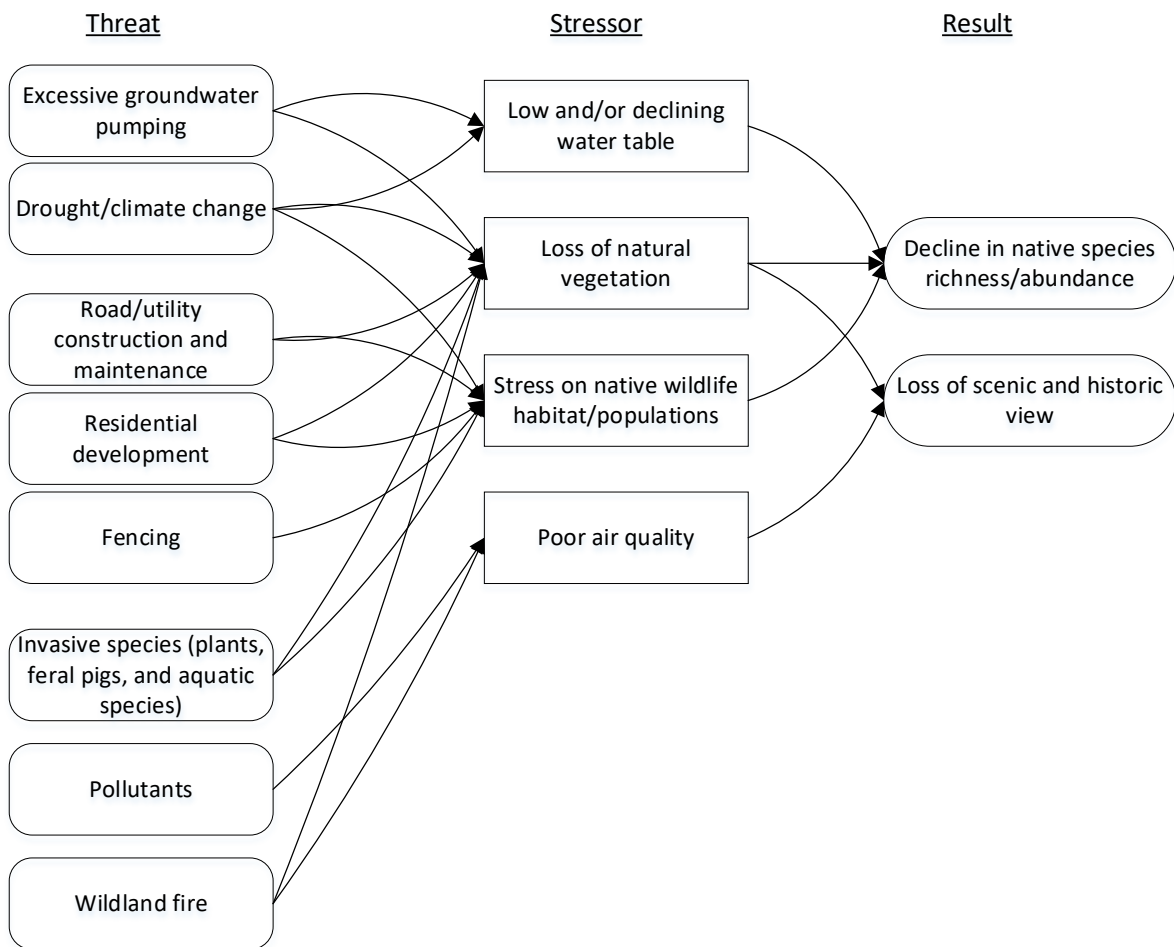 Threat
Stressor
Result
Excessive groundwater
pumping
Drought/climate change
Road/utility
construction and
maintenance
Residential
development
Fencing
Invasive species (plants,
feral pigs, and aquatic
species)
Pollutants
Wildland fire
Low and/or declining
water table
Loss of natural
vegetation
Stress on native wildlife
habitat/populations
Poor air quality
Decline in native species
richness/abundance
Loss of scenic and historic
view